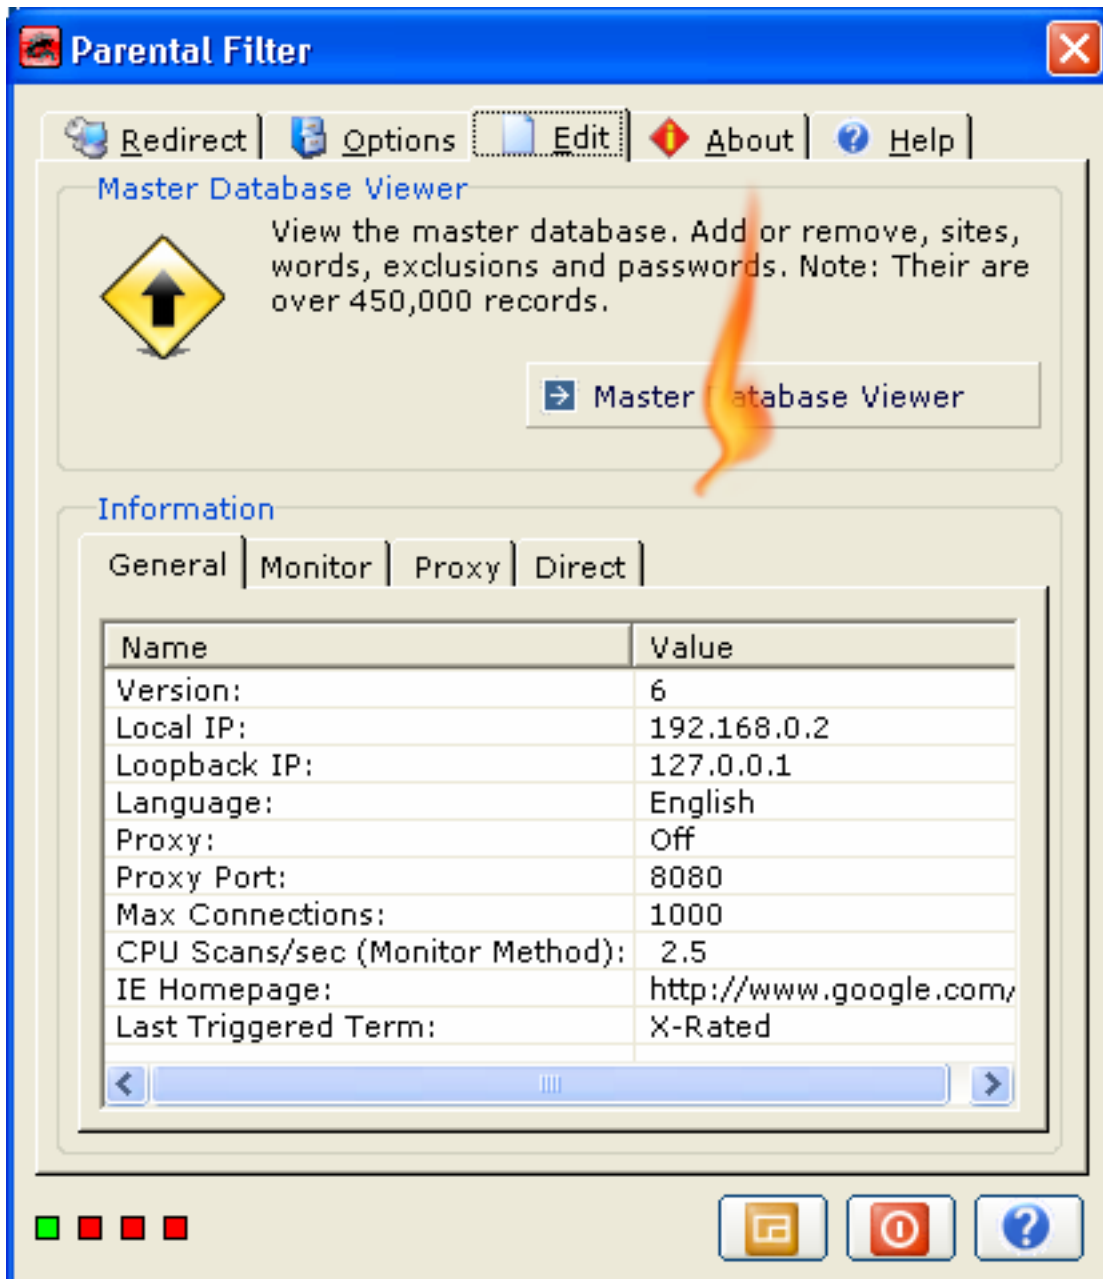 Parental Filter
Redirect Options Edit About Help
Master Database Viewer
View the master database. Add or remove, sites,
words, exclusions and passwords. Note: Their are
over 450,000 records.
Master Database Viewer
Information
General Monitor Proxy Direct
Name Value
Version: 6
Local IP: 192.168.0.2
Loopback IP: 127.0.0.1
Language: English
Proxy: Off
Proxy Port: 8080
Max Connections: 1000
CPU Scans/sec (Monitor Method): 2.5
IE Homepage: http://www.google.com/
Last Triggered Term: X-Rated